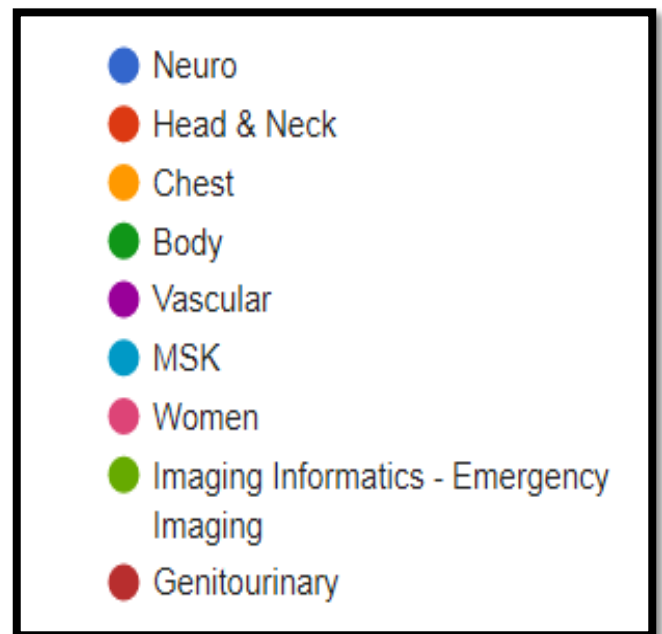 Neuro
Head & Neck
Chest
Body
Vascular
MSK
Women
Imaging Informatics - Emergency
Imaging
Genitourinary